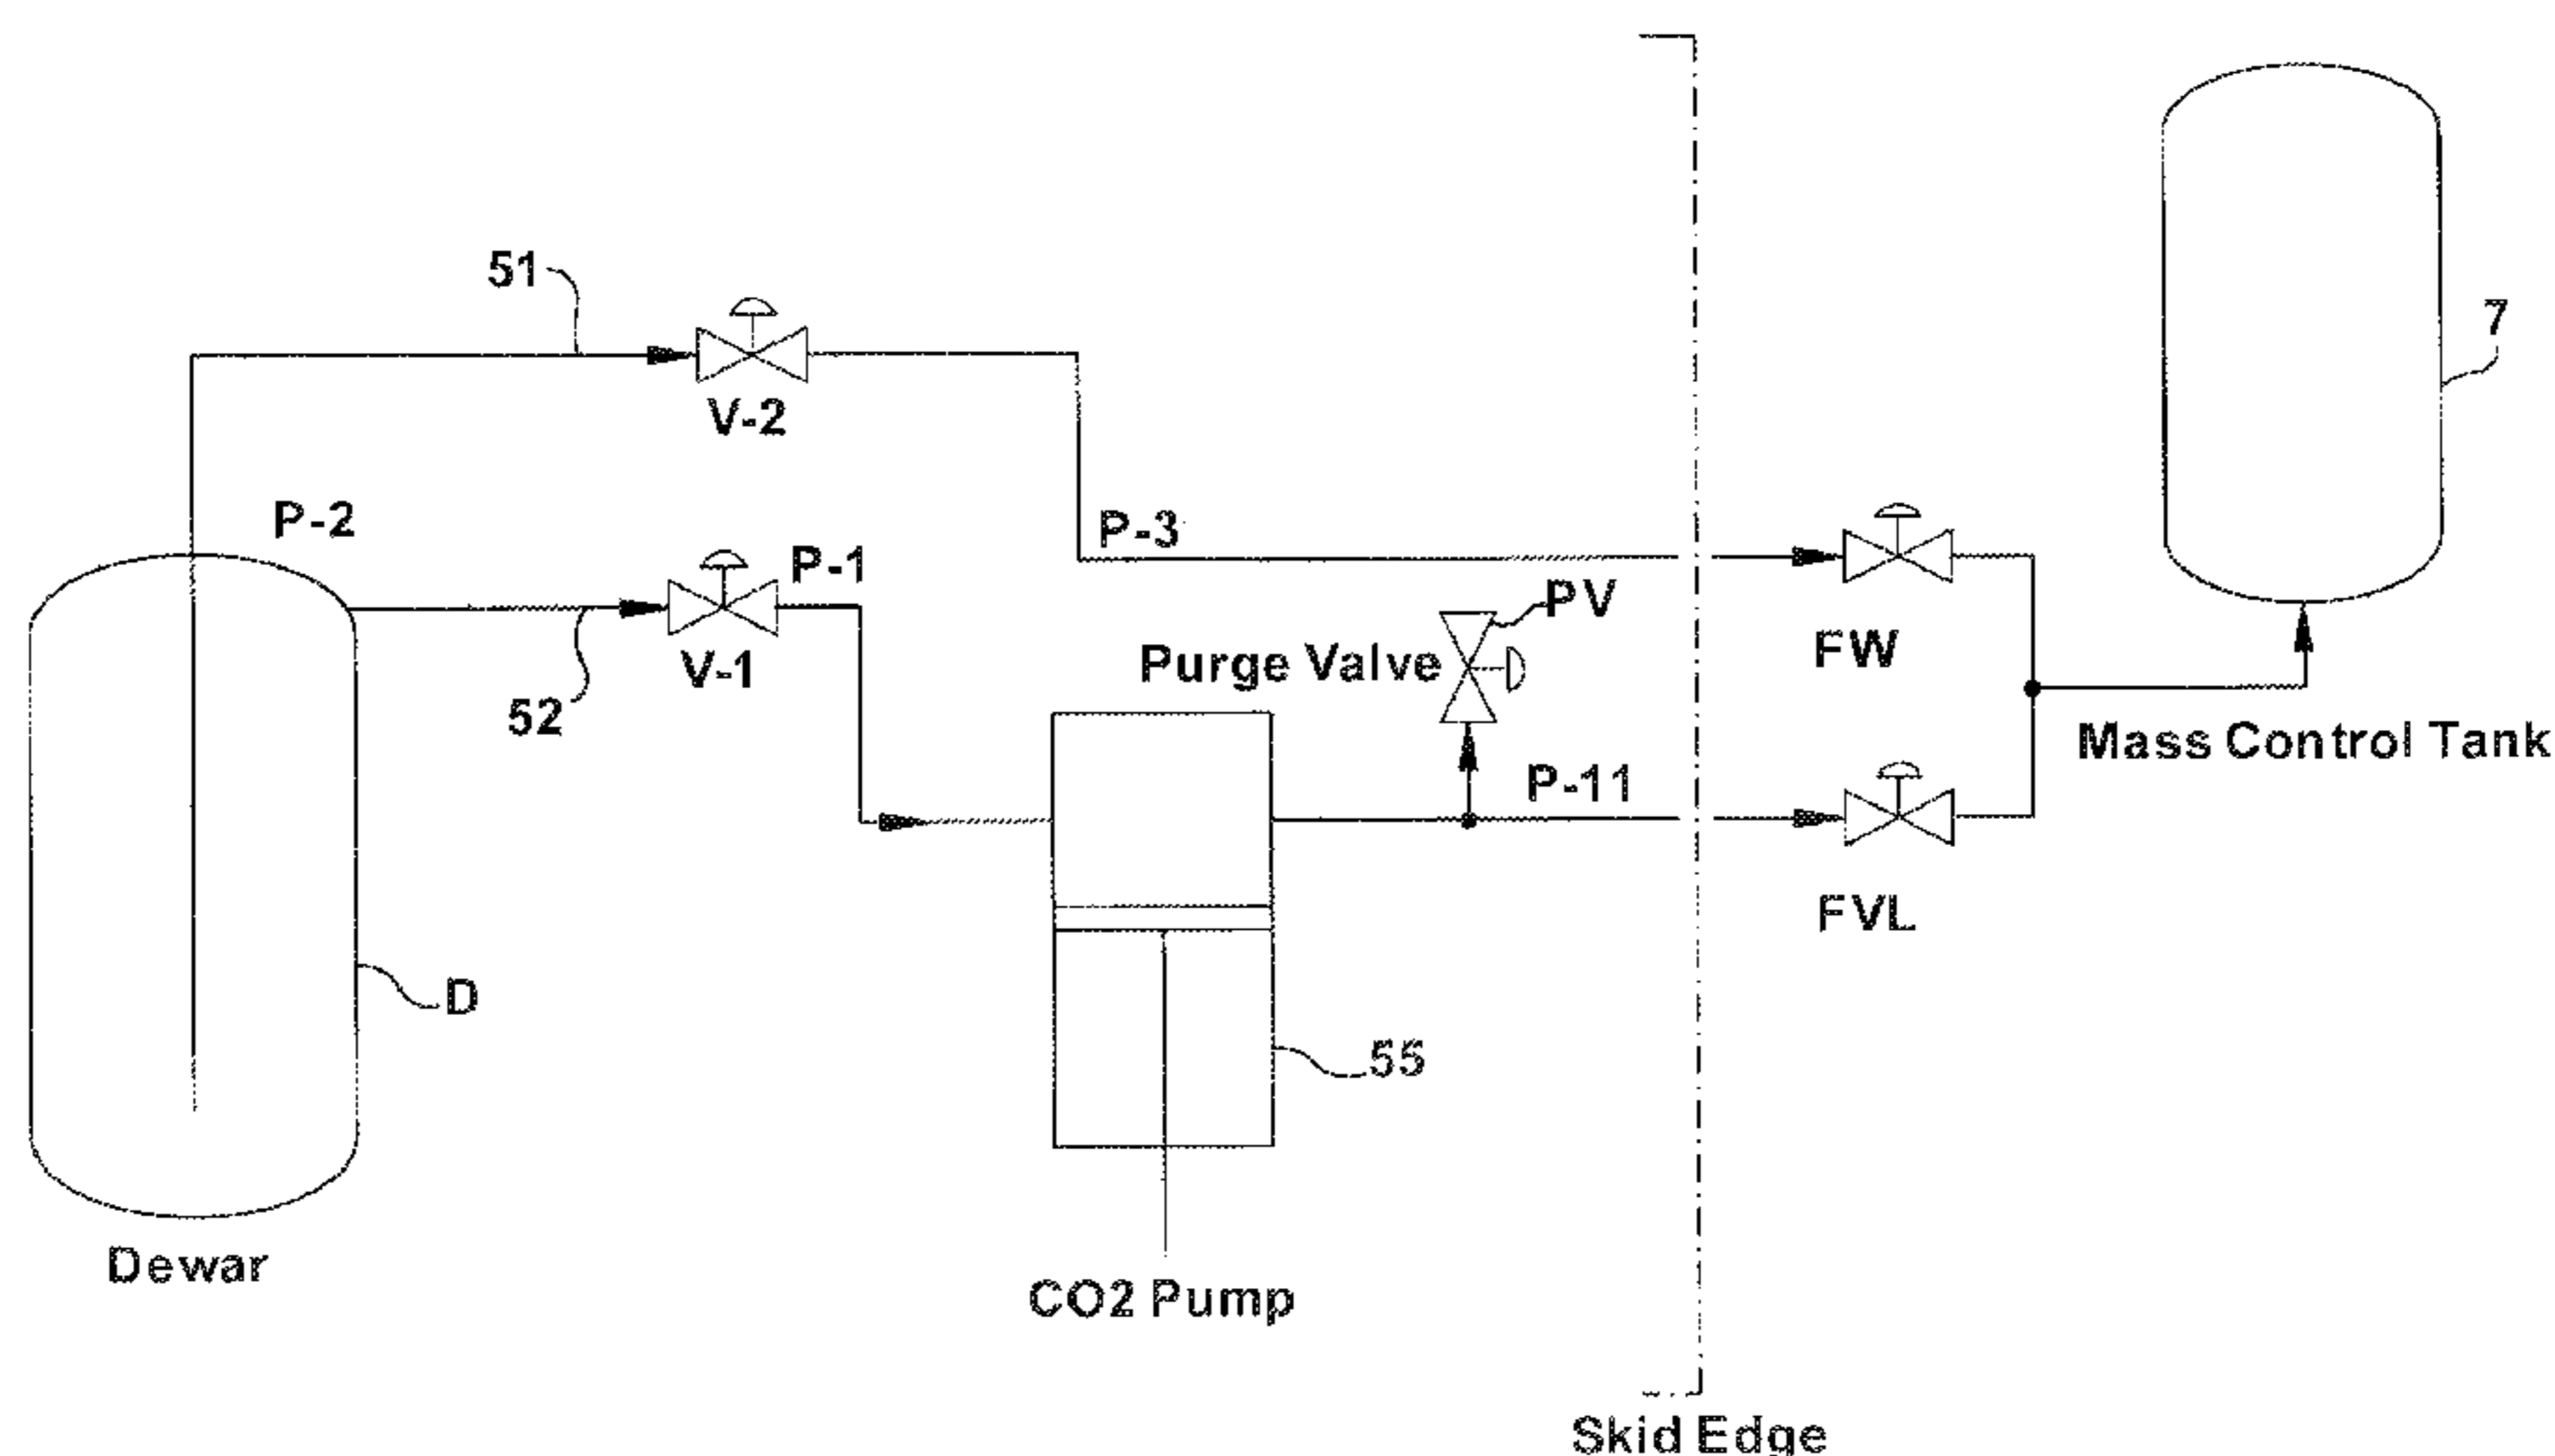 51
7
V-2
P-2
P-3
P-1
PV
Purge Valve
FW
V-1
52
Mass Control Tank
P-11
FVL
D
55
Dewar
CO2 Pump
Skid Edge